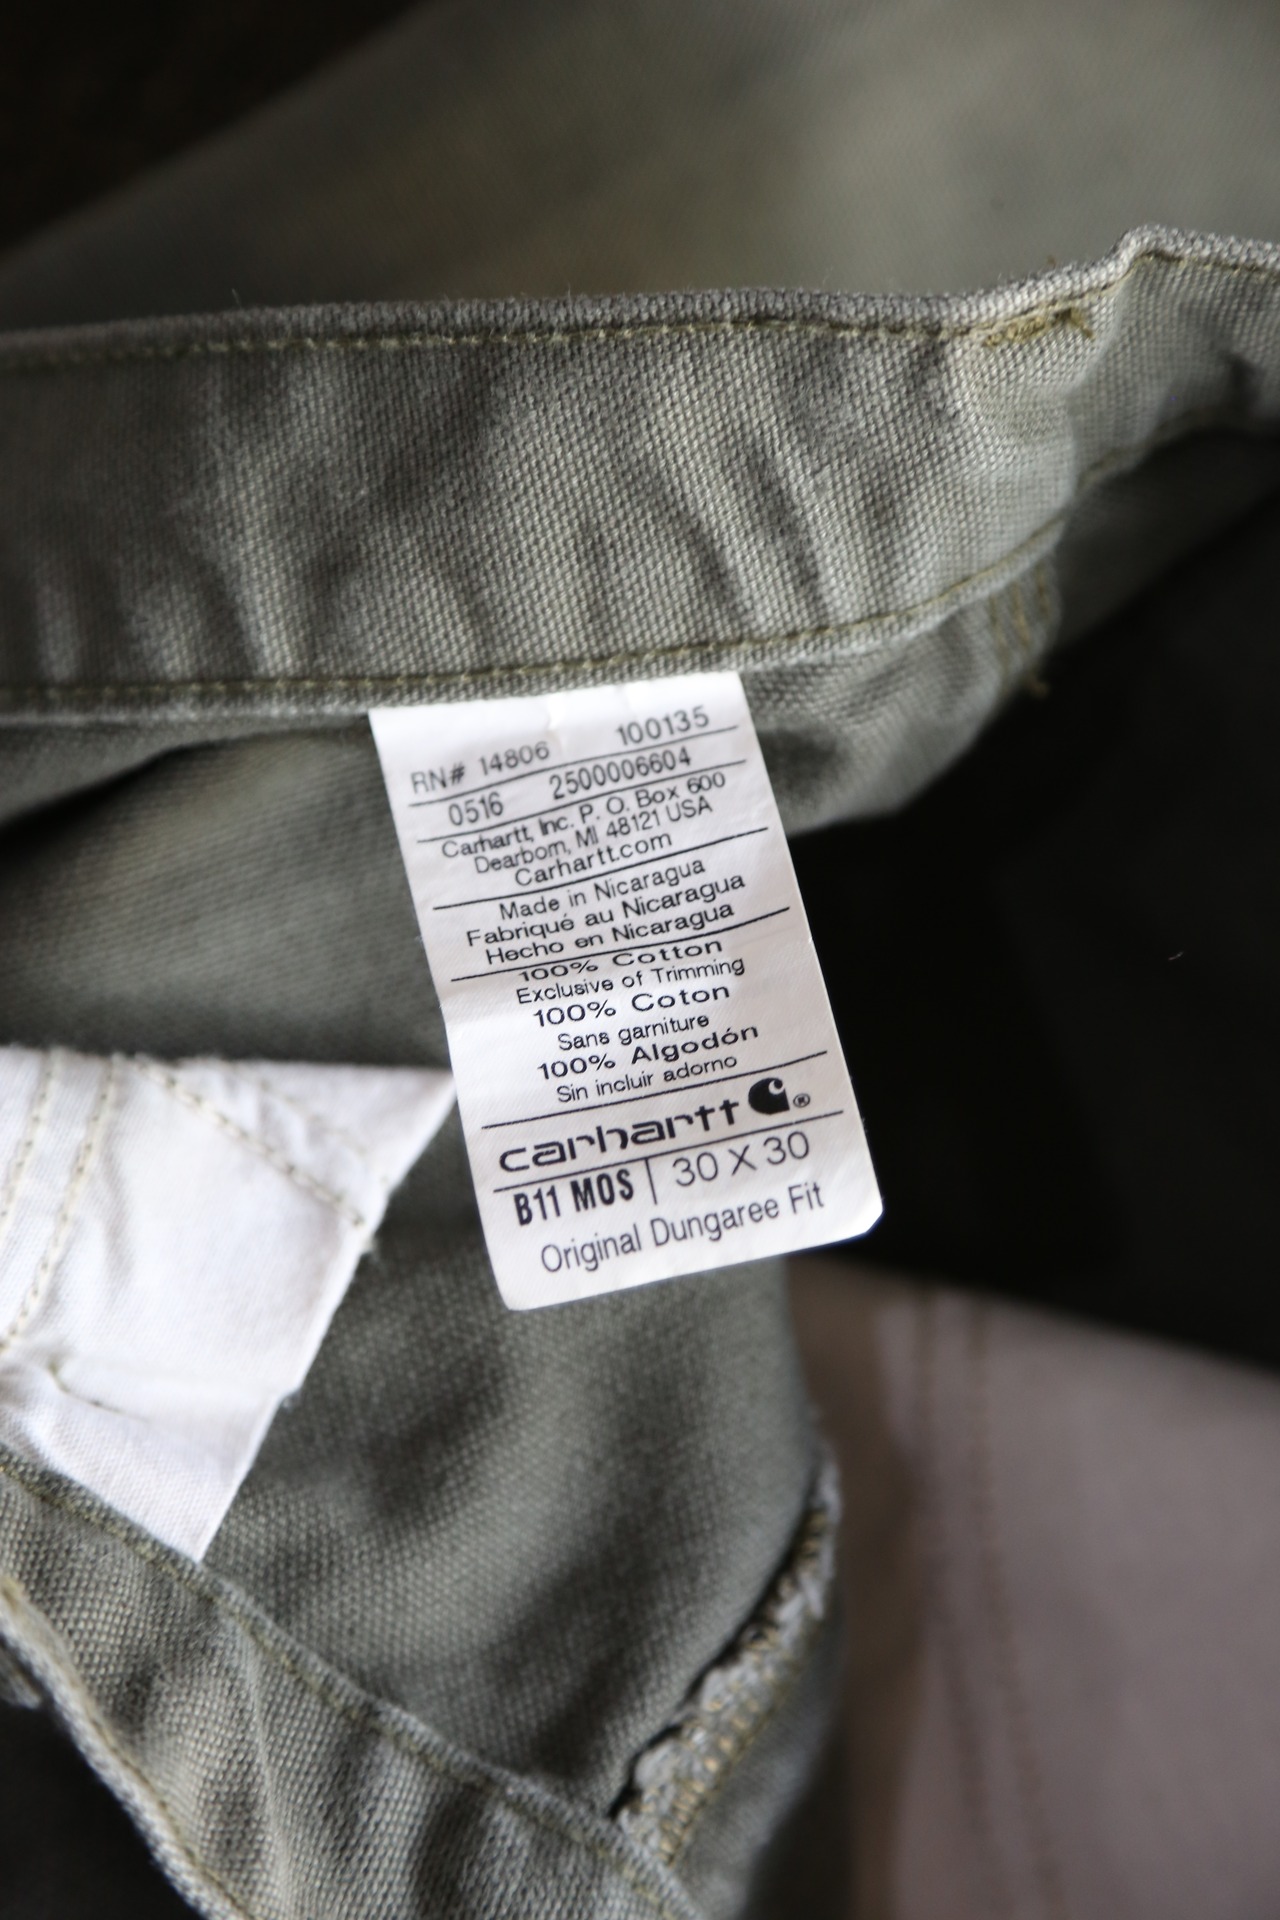 RN# 14806 100135
0516 2500006604
Carhartt, Inc. P. O. Box 600
Dearborn, MI 48121 USA
Carhartt.com
Made in Nicaragua
Fabriqué au Nicaragua
Hecho en Nicaragua
100% Cotton
Exclusive of Trimming
100% Coton
Sans garniture
100% Algodón
Sin incluir adorno
carhartt ®
B11 MOS | 30 X 30
Original Dungaree Fit